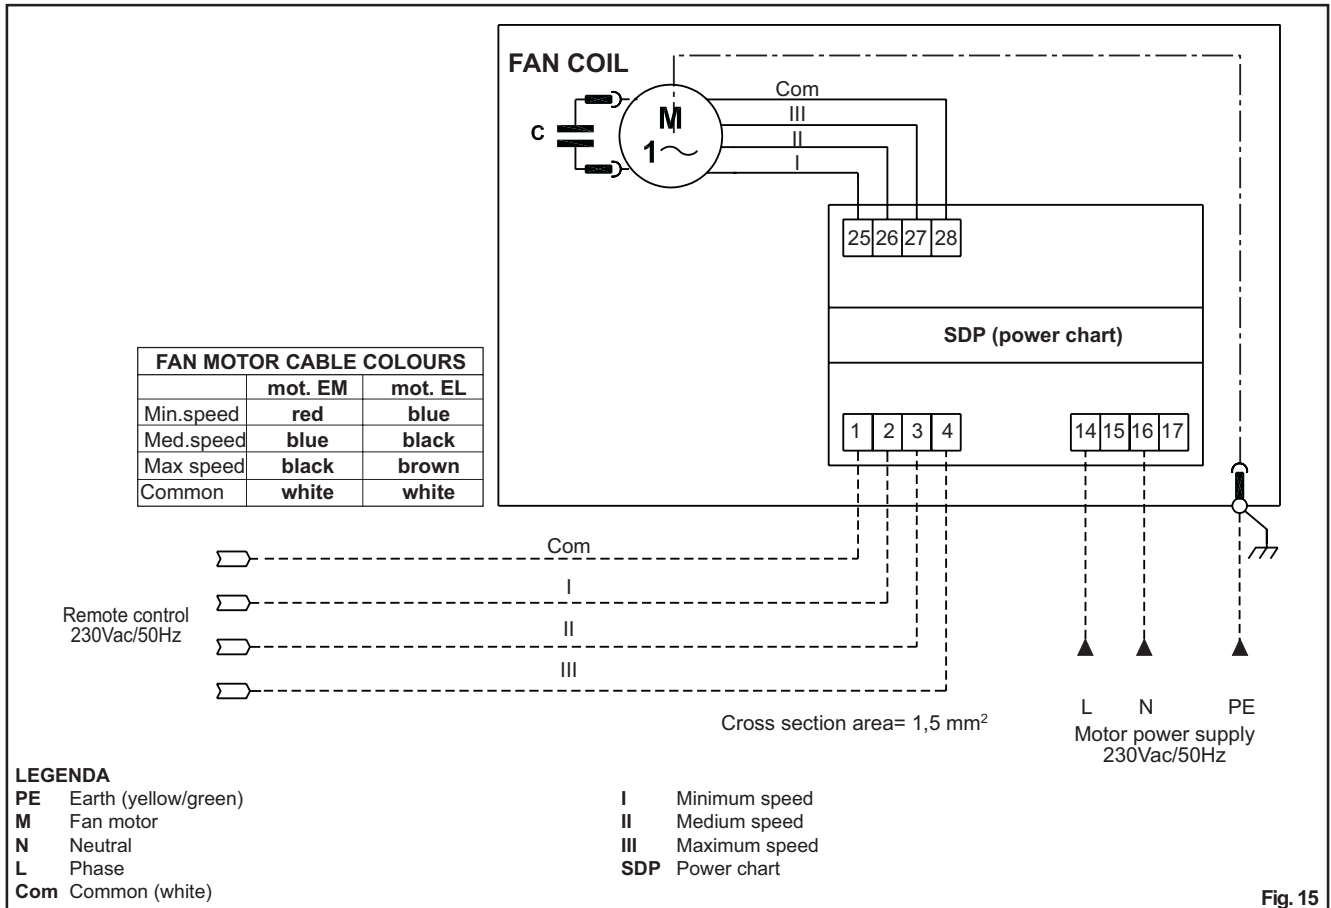 FAN COIL
Com
III
II
I
C
M
1~
25 26 27 28
SDP (power chart)
1 2 3 4
14 15 16 17
FAN MOTOR CABLE COLOURS
mot. EM mot. EL
Min.speed red blue
Med.speed blue black
Max speed black brown
Common white white
Com
I
II
III
Remote control
230Vac/50Hz
Cross section area= 1,5 mm²
L N PE
Motor power supply
230Vac/50Hz
LEGENDA
PE Earth (yellow/green)
M Fan motor
N Neutral
L Phase
Com Common (white)
I Minimum speed
II Medium speed
III Maximum speed
SDP Power chart
Fig. 15